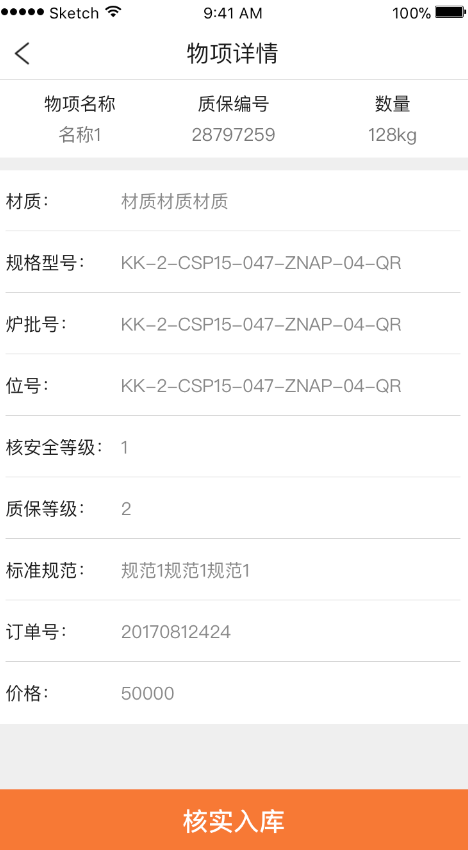 Sketch 9:41 AM 100%
物项详情
物项名称 质保编号 数量
名称1 28797259 128kg
材质： 材质材质材质
规格型号： KK-2-CSP15-047-ZNAP-04-QR
炉批号： KK-2-CSP15-047-ZNAP-04-QR
位号： KK-2-CSP15-047-ZNAP-04-QR
核安全等级： 1
质保等级： 2
标准规范： 规范1规范1规范1
订单号： 20170812424
价格： 50000
核实入库